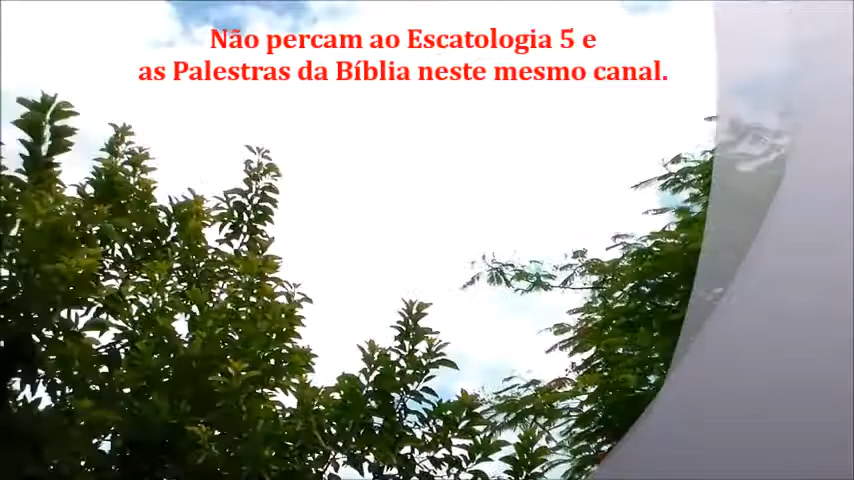 Não percam ao Escatologia 5 e
as Palestras da Bíblia neste mesmo canal.